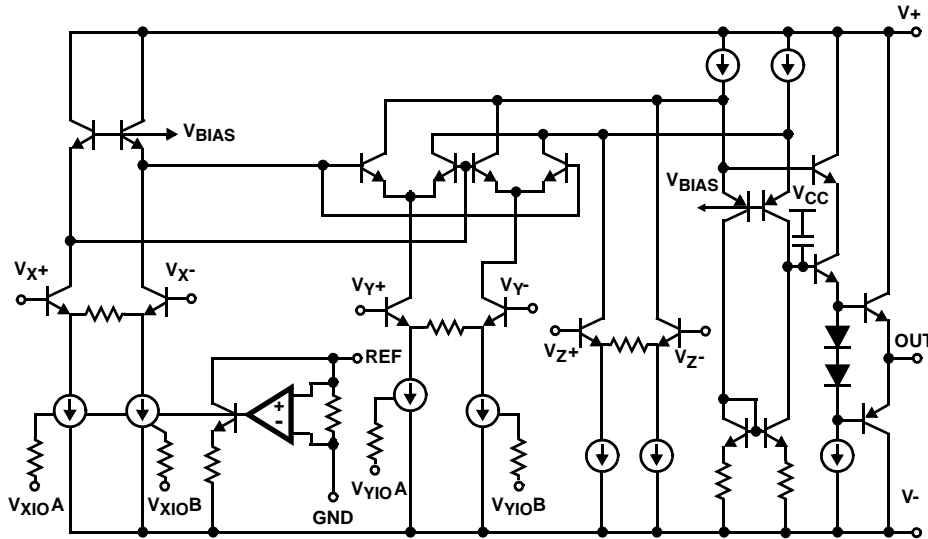 V+
VBIAS
VBIAS
VCC
VX+
VX-
VY+
VY-
VZ+
VZ-
REF
OUT
+
-
VXIOA
VXIOB
VYIOA
VYIOB
GND
V-